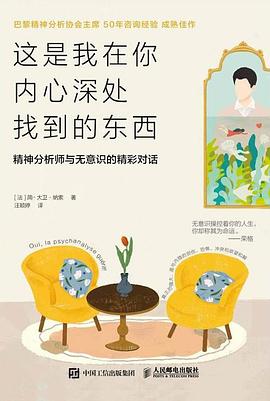 巴黎精神分析协会主席 50年咨询经验 成熟佳作
这是我在你
内心深处
找到的东西
精神分析师与无意识的精彩对话
[法] 简·大卫·纳索 著
汪颖婷 译
无意识操控着你的人生,
你却称其为命运。
——荣格
Oui, la psychanalyse guérit!
中国工信出版集团
人民邮电出版社
POSTS & TELECOM PRESS